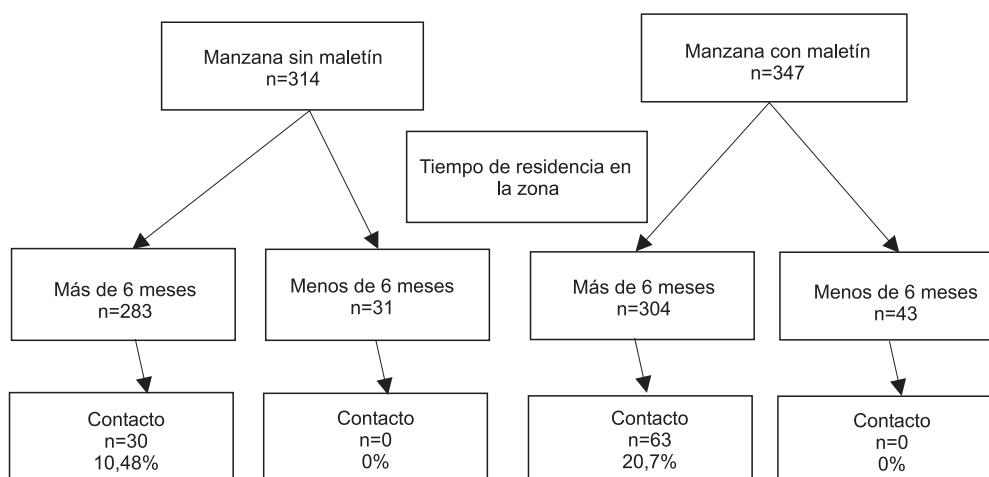 Manzana sin maletín
n=314
Manzana con maletín
n=347
Tiempo de residencia en
la zona
Más de 6 meses
n=283
Menos de 6 meses
n=31
Más de 6 meses
n=304
Menos de 6 meses
n=43
Contacto
n=30
10,48%
Contacto
n=0
0%
Contacto
n=63
20,7%
Contacto
n=0
0%